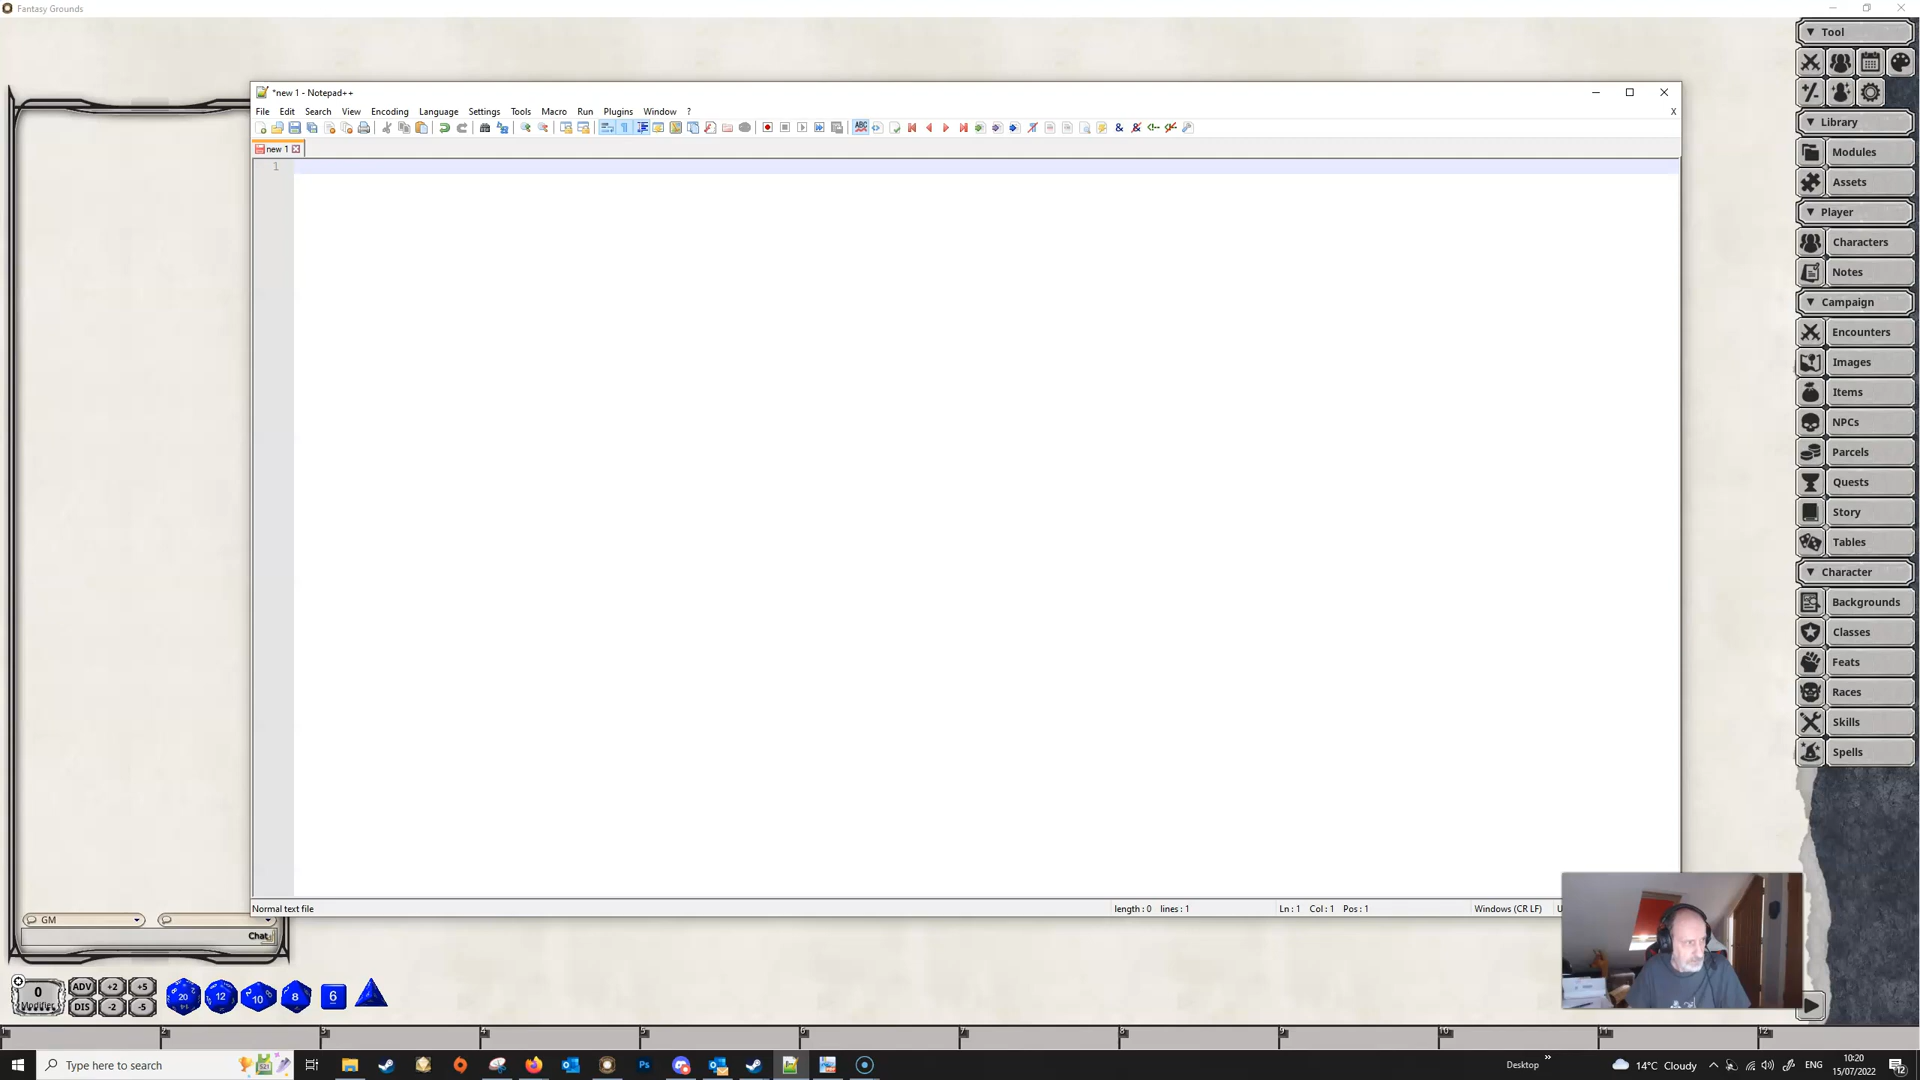 Fantasy Grounds
Tool
*new 1 - Notepad++
File Edit Search View Encoding Language Settings Tools Macro Run Plugins Window ?
X
new 1
1
Library
Modules
Assets
Player
Characters
Notes
Campaign
Encounters
Images
Items
NPCs
Parcels
Quests
Story
Tables
Character
Backgrounds
Classes
Feats
Races
Skills
Spells
Normal text file
length : 0 lines : 1
Ln : 1 Col : 1 Pos : 1
Windows (CR LF)
U
GM
Chat
0
Modifier
ADV +2 +5
DIS -2 -5
20 12 10 8 6
Type here to search
Desktop
14°C Cloudy
ENG
10:20
15/07/2022